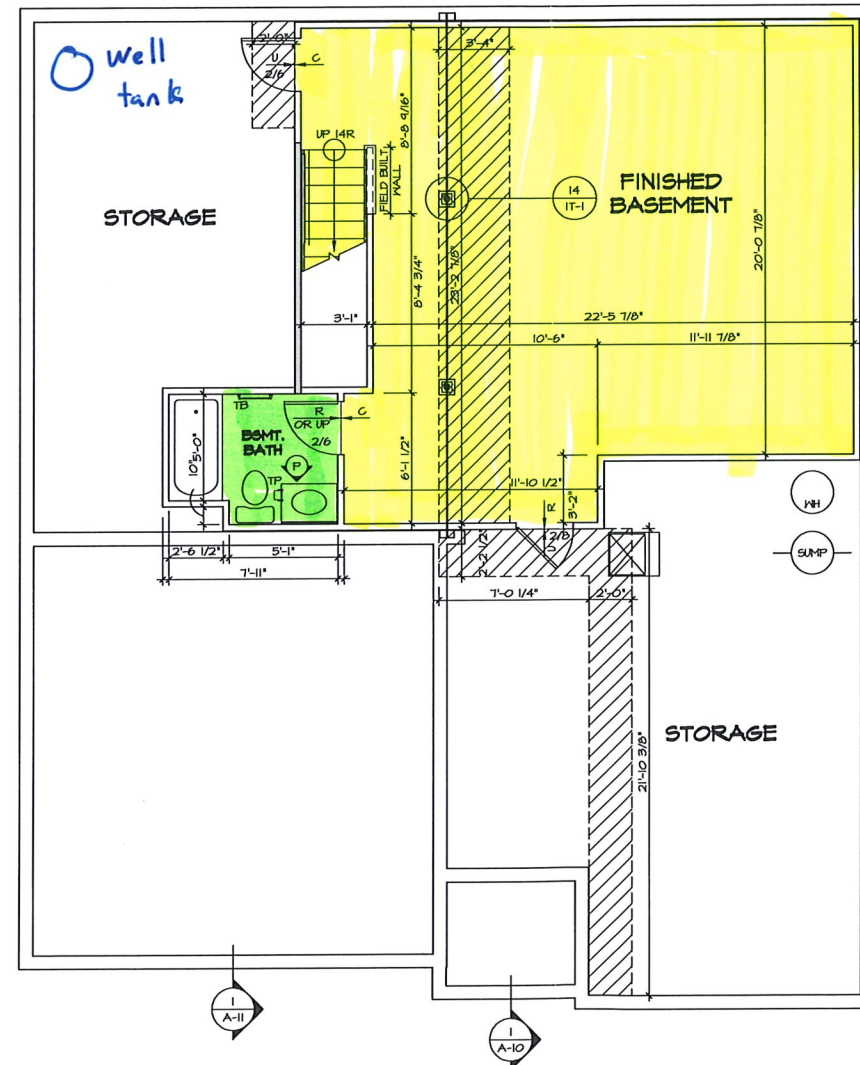 well
tank
2'-0"
U
C
2/6
3'-4"
8'-8 9/16"
UP 14R
FIELD BUILT
WALL
14
1T-1
FINISHED
BASEMENT
STORAGE
20'-0 7/8"
23'-2 7/8"
8'-4 3/4"
3'-1"
22'-5 7/8"
10'-6"
11'-11 7/8"
TB
R
C
OR UP
2/6
BSMT.
BATH
5'-0"
10"
P
TP
6'-1 1/2"
11'-10 1/2"
R
3'-2"
WH
2/8
U
SUMP
2'-6 1/2"
5'-1"
7'-11"
2'-2 1/2"
7'-0 1/4"
2'-0"
STORAGE
21'-10 3/8"
1
A-11
1
A-10